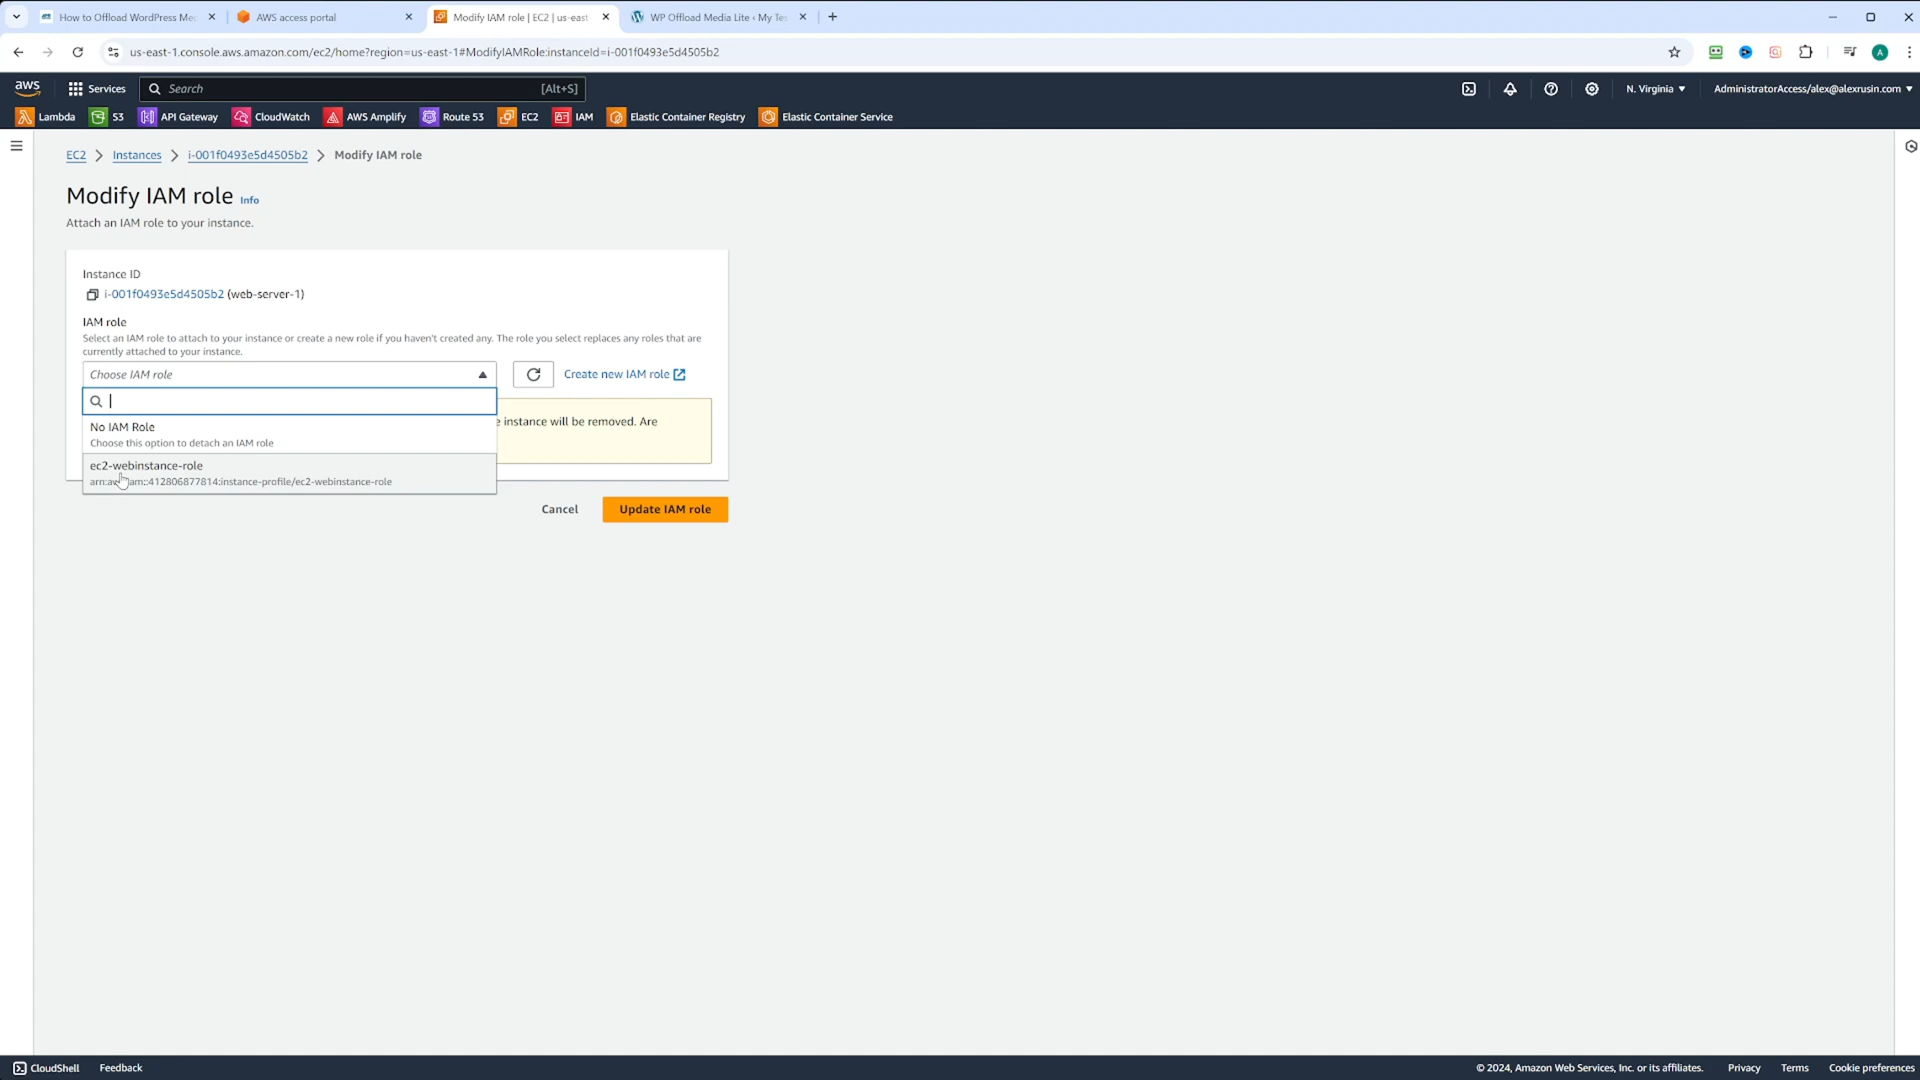 How to Offload WordPress Me
AWS access portal
Modify IAM role | EC2 | us-east
WP Offload Media Lite ‹ My Tes
us-east-1.console.aws.amazon.com/ec2/home?region=us-east-1#ModifyIAMRole:instanceId=i-001f0493e5d4505b2
A
aws
Services
Search
[Alt+S]
N. Virginia
AdministratorAccess/alex@alexrusin.com
Lambda
S3
API Gateway
CloudWatch
AWS Amplify
Route 53
EC2
IAM
Elastic Container Registry
Elastic Container Service
EC2
Instances
i-001f0493e5d4505b2
Modify IAM role
Modify IAM role Info
Attach an IAM role to your instance.
Instance ID
i-001f0493e5d4505b2 (web-server-1)
IAM role
Select an IAM role to attach to your instance or create a new role if you haven't created any. The role you select replaces any roles that are
currently attached to your instance.
Choose IAM role
Create new IAM role
No IAM Role
Choose this option to detach an IAM role
e instance will be removed. Are
ec2-webinstance-role
am::412806877814:instance-profile/ec2-webinstance-role
Cancel
Update IAM role
CloudShell
Feedback
© 2024, Amazon Web Services, Inc. or its affiliates.
Privacy
Terms
Cookie preferences